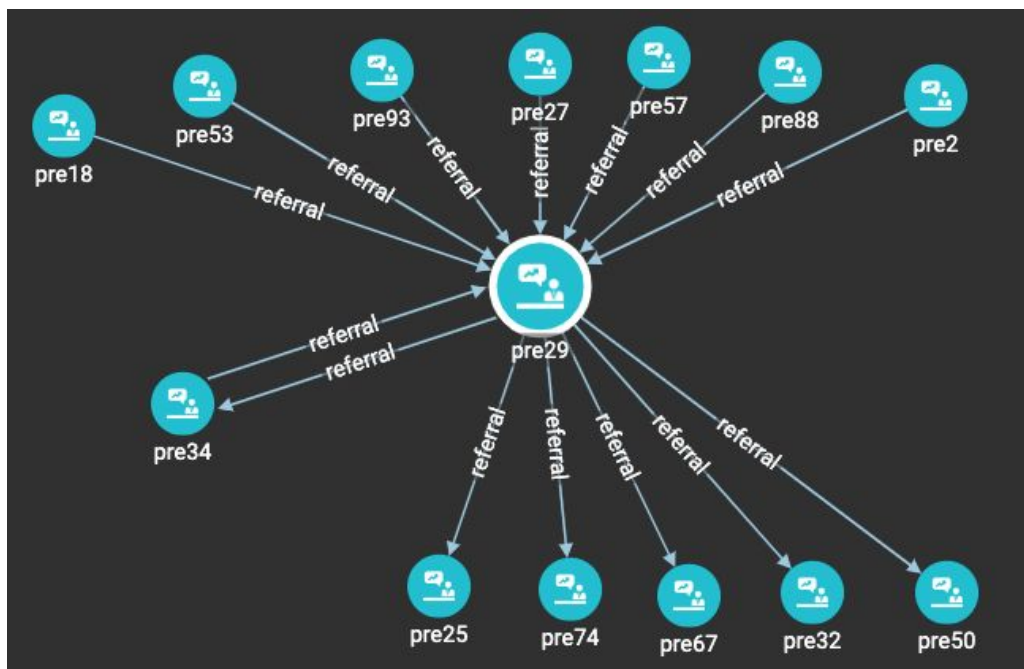 pre18
pre53
pre93
pre27
pre57
pre88
pre2
referral
referral
referral
referral
referral
referral
referral
pre29
referral
referral
pre34
referral
referral
referral
referral
referral
pre25
pre74
pre67
pre32
pre50